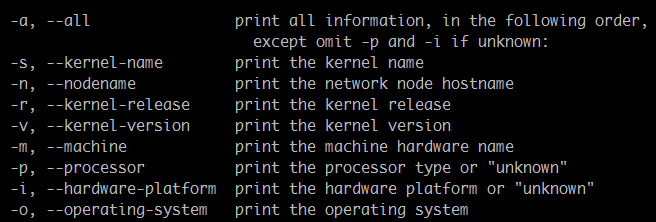 -a, --all                print all information, in the following order,
                           except omit -p and -i if unknown:
-s, --kernel-name        print the kernel name
-n, --nodename           print the network node hostname
-r, --kernel-release     print the kernel release
-v, --kernel-version     print the kernel version
-m, --machine            print the machine hardware name
-p, --processor          print the processor type or "unknown"
-i, --hardware-platform  print the hardware platform or "unknown"
-o, --operating-system   print the operating system